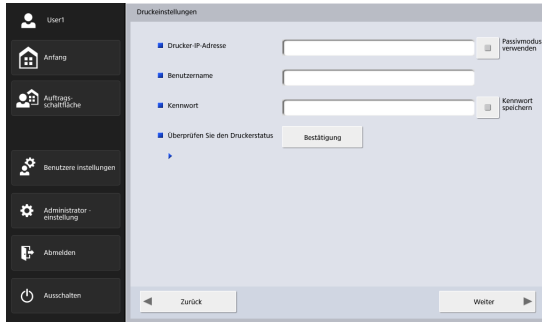 User1
Anfang
Auftrags-
schaltfläche
Benutzere instellungen
Administrator -
einstellung
Abmelden
Ausschalten
Druckeinstellungen
Drucker-IP-Adresse
Passivmodus
verwenden
Benutzername
Kennwort
Kennwort
speichern
Überprüfen Sie den Druckerstatus
Bestätigung
Zurück
Weiter